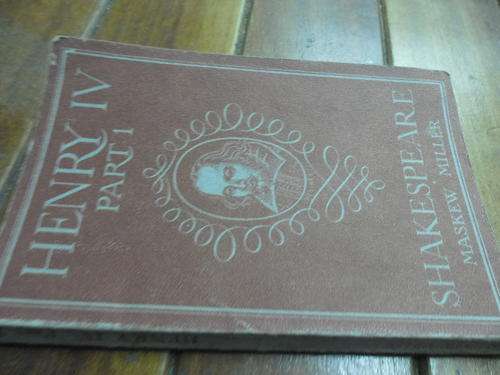 HENRY IV
PART 1
SHAKESPEARE
MASKEW MILLER